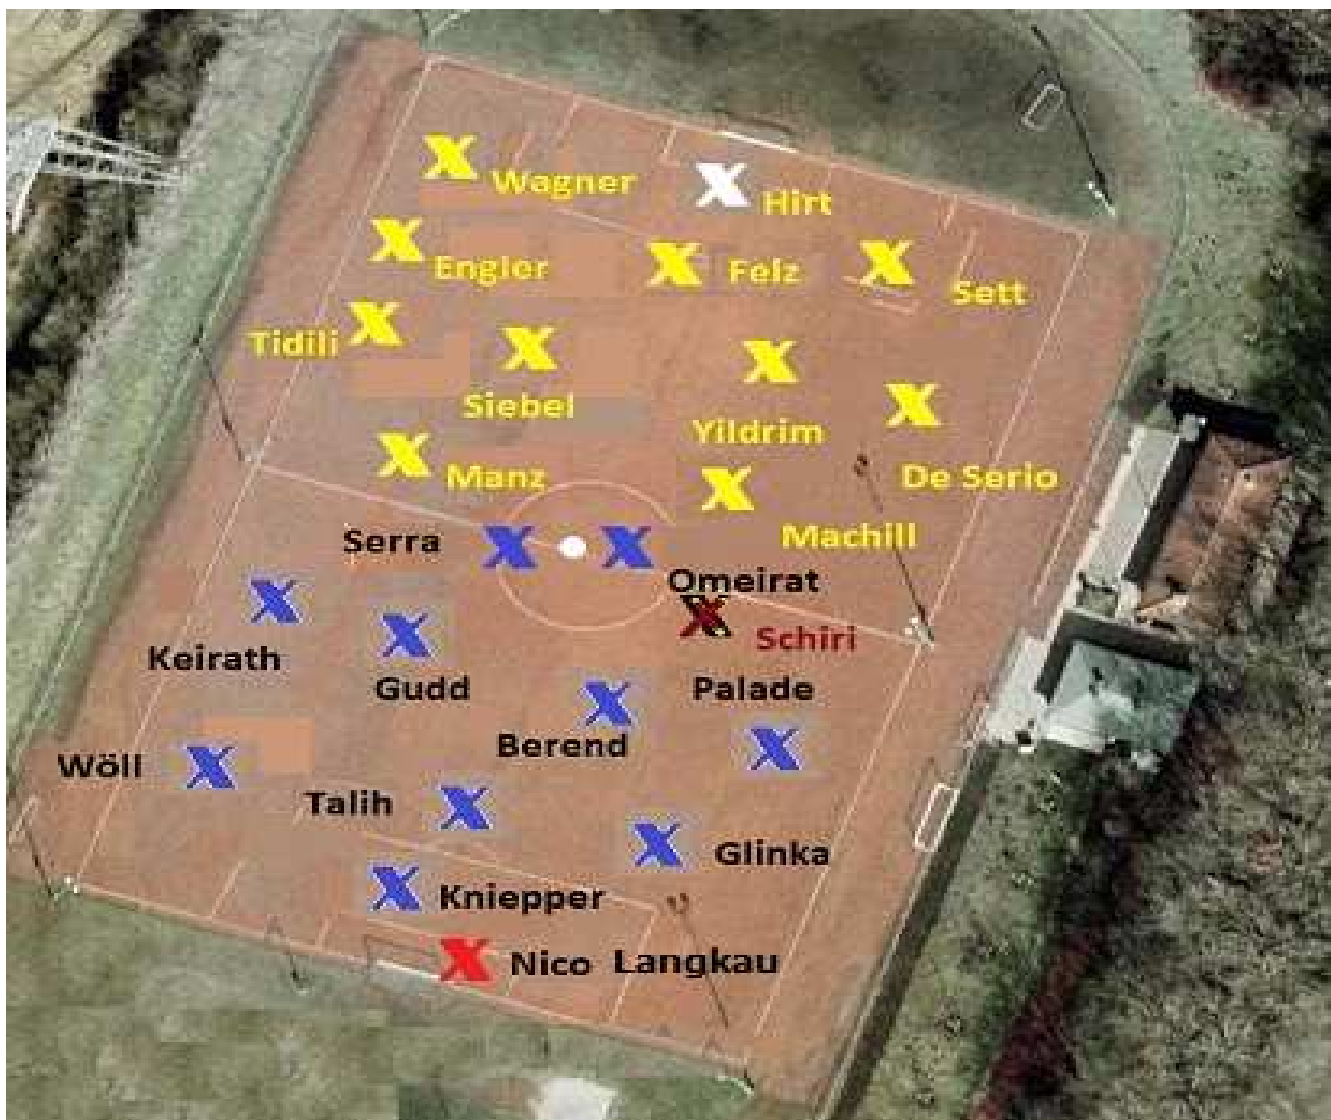 Wagner
Hirt
Engler
Felz
Sett
Tidili
Siebel
Yildrim
Manz
De Serio
Serra
Machill
Omeirat
Schiri
Keirath
Gudd
Palade
Berend
Wöll
Talih
Glinka
Kniepper
Nico Langkau